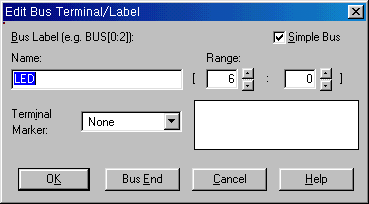 Edit Bus Terminal/Label
Bus Label (e.g. BUS[0:2]):
Simple Bus
Name:
Range:
LED [ 6 : 0 ]
Terminal Marker:
None
OK
Bus End
Cancel
Help